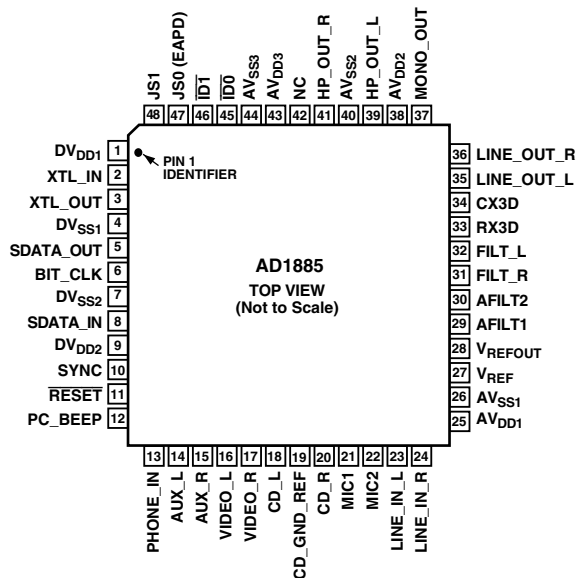 JS1
JS0 (EAPD)
ID1
ID0
AVSS3
AVDD3
NC
HP_OUT_R
AVSS2
HP_OUT_L
AVDD2
MONO_OUT
48 47 46 45 44 43 42 41 40 39 38 37
DVDD1 1
XTL_IN 2
XTL_OUT 3
DVSS1 4
SDATA_OUT 5
BIT_CLK 6
DVSS2 7
SDATA_IN 8
DVDD2 9
SYNC 10
RESET 11
PC_BEEP 12
PIN 1
IDENTIFIER
AD1885
TOP VIEW
(Not to Scale)
36 LINE_OUT_R
35 LINE_OUT_L
34 CX3D
33 RX3D
32 FILT_L
31 FILT_R
30 AFILT2
29 AFILT1
28 VREFOUT
27 VREF
26 AVSS1
25 AVDD1
13 14 15 16 17 18 19 20 21 22 23 24
PHONE_IN
AUX_L
AUX_R
VIDEO_L
VIDEO_R
CD_L
CD_GND_REF
CD_R
MIC1
MIC2
LINE_IN_L
LINE_IN_R